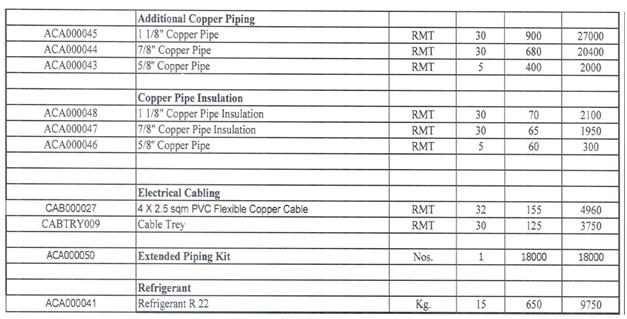 Additional Copper Piping
ACA000045 1 1/8" Copper Pipe RMT 30 900 27000
ACA000044 7/8" Copper Pipe RMT 30 680 20400
ACA000043 5/8" Copper Pipe RMT 5 400 2000
Copper Pipe Insulation
ACA000048 1 1/8" Copper Pipe Insulation RMT 30 70 2100
ACA000047 7/8" Copper Pipe Insulation RMT 30 65 1950
ACA000046 5/8" Copper Pipe RMT 5 60 300
Electrical Cabling
CAB000027 4 X 2.5 sqm PVC Flexible Copper Cable RMT 32 155 4960
CABTRY009 Cable Trey RMT 30 125 3750
ACA000050 Extended Piping Kit Nos. 1 18000 18000
Refrigerant
ACA000041 Refrigerant R 22 Kg. 15 650 9750